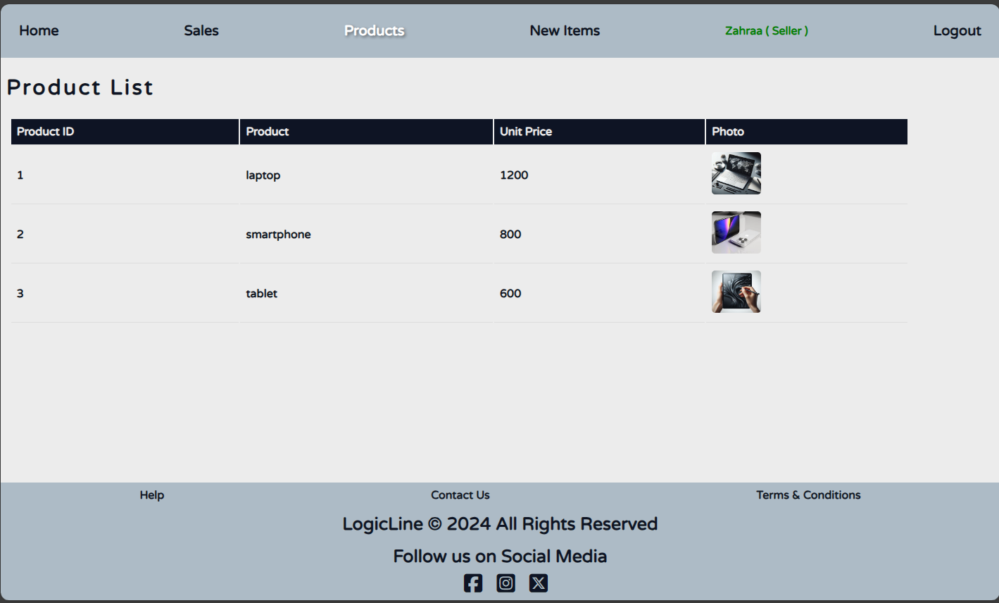 Home Sales Products New Items Zahraa ( Seller ) Logout
Product List
Product ID Product Unit Price Photo
1 laptop 1200
2 smartphone 800
3 tablet 600
Help Contact Us Terms & Conditions
LogicLine © 2024 All Rights Reserved
Follow us on Social Media